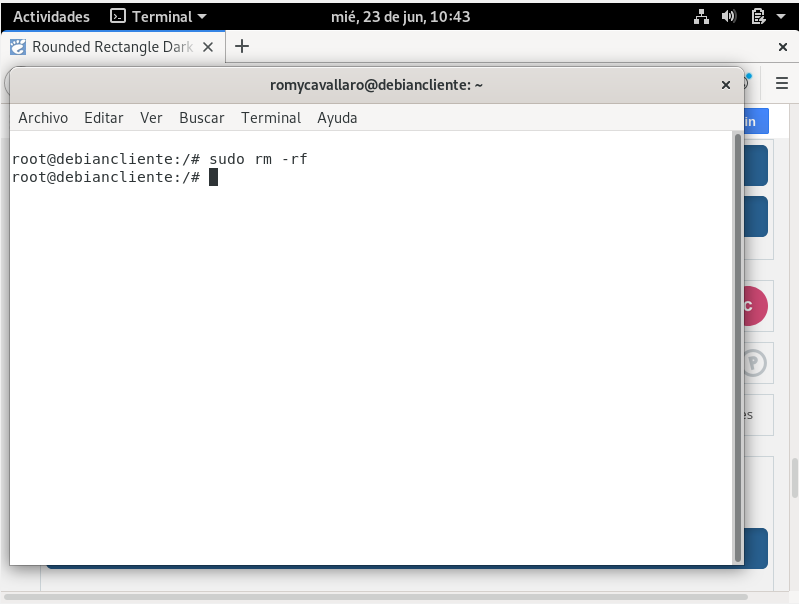 Actividades Terminal mié, 23 de jun, 10:43
Rounded Rectangle Dark
romycavallaro@debiancliente: ~
Archivo Editar Ver Buscar Terminal Ayuda
in
root@debiancliente:/# sudo rm -rf
root@debiancliente:/#
C
P
es